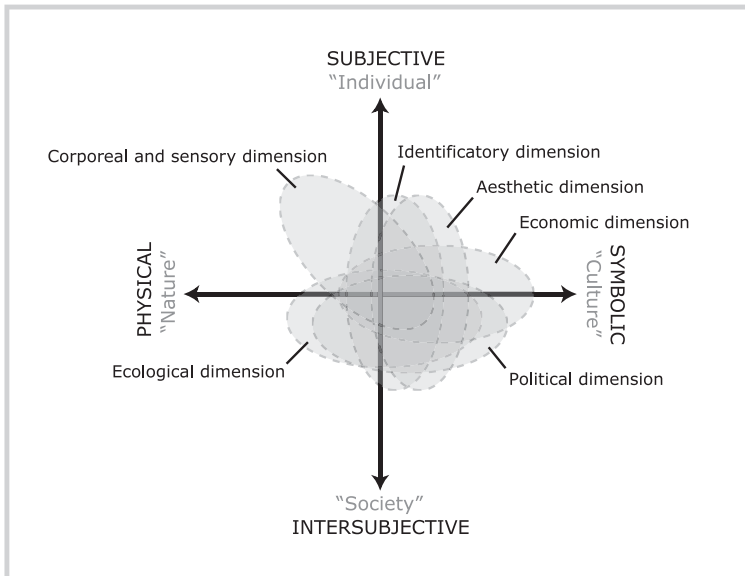 SUBJECTIVE
“Individual”
Corporeal and sensory dimension
Identificatory dimension
Aesthetic dimension
Economic dimension
PHYSICAL
“Nature”
SYMBOLIC
“Culture”
Ecological dimension
Political dimension
“Society”
INTERSUBJECTIVE